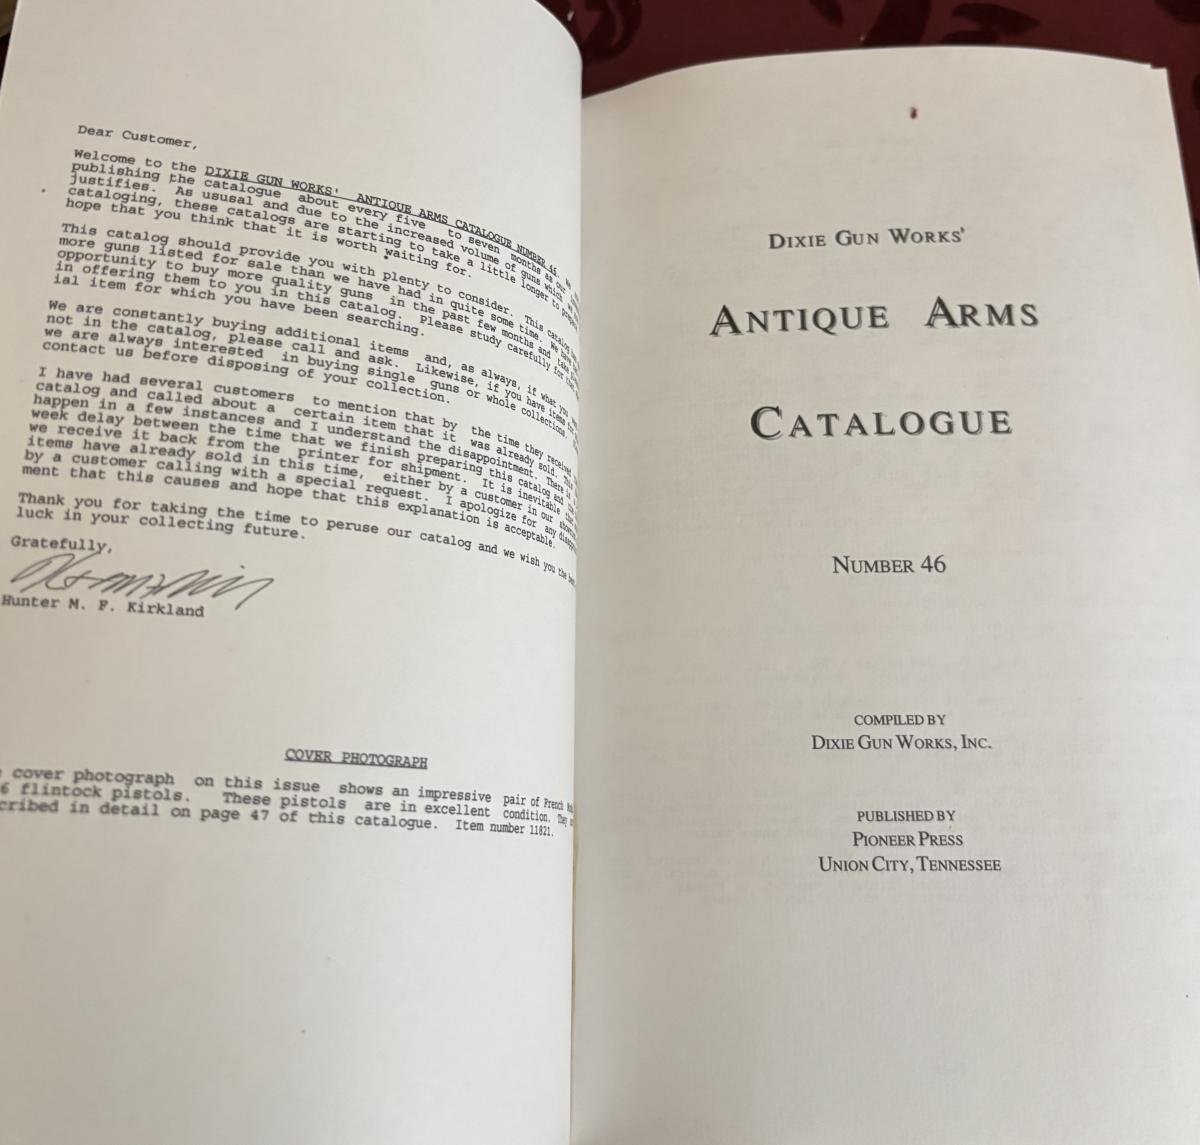 Dear Customer,
Welcome to the DIXIE GUN WORKS' ANTIQUE ARMS CATALOGUE NUMBER 46.
publishing the catalogue about every five to seven months as our
justifies. As ususal and due to the increased volume of guns which
cataloging, these catalogs are starting to take a little longer to
hope that you think that it is worth waiting for.
This catalog should provide you with plenty to consider. This catalog
more guns listed for sale than we have had in quite some time. We have
opportunity to buy more quality guns in the past few months and take
in offering them to you in this catalog. Please study carefully for
ial item for which you have been searching.
We are constantly buying additional items and, as always, if what you
not in the catalog, please call and ask. Likewise, if you have items for
we are always interested in buying single guns or whole collections.
contact us before disposing of your collection.
I have had several customers to mention that by the time they received
catalog and called about a certain item that it was already sold. This
happen in a few instances and I understand the disappointment. There is
week delay between the time that we finish preparing this catalog and
we receive it back from the printer for shipment. It is inevitable that
items have already sold in this time, either by a customer in our
by a customer calling with a special request. I apologize for any
ment that this causes and hope that this explanation is acceptable.
Thank you for taking the time to peruse our catalog and we wish you the
luck in your collecting future.
Gratefully,
Hunter M. F. Kirkland
COVER PHOTOGRAPH
cover photograph on this issue shows an impressive pair of French
6 flintock pistols. These pistols are in excellent condition. They
cribed in detail on page 47 of this catalogue. Item number 11821.
DIXIE GUN WORKS'
ANTIQUE ARMS
CATALOGUE
NUMBER 46
COMPILED BY
DIXIE GUN WORKS, INC.
PUBLISHED BY
PIONEER PRESS
UNION CITY, TENNESSEE